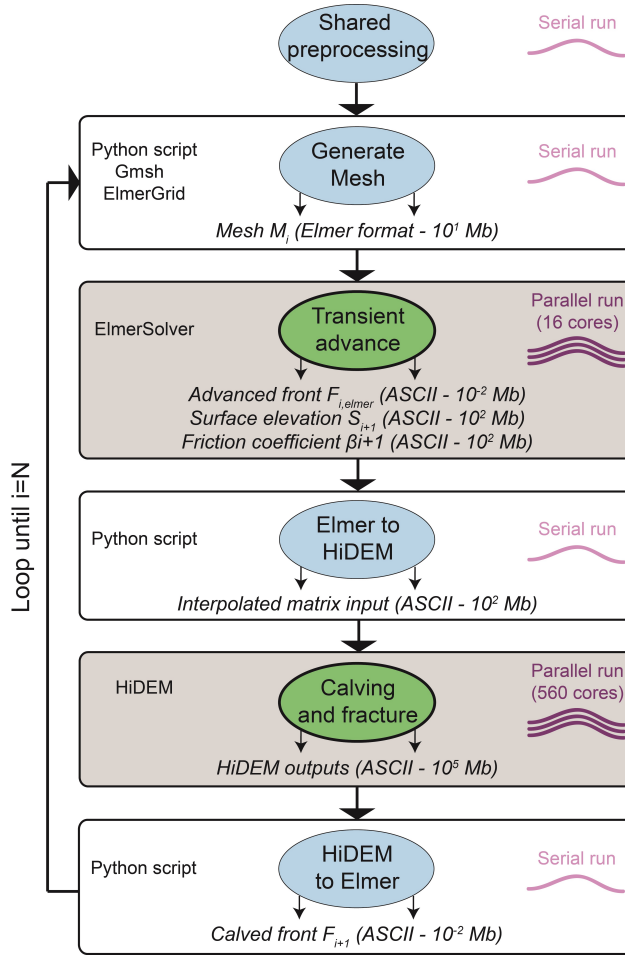 Shared
preprocessing
Serial run
Python script
Gmsh
ElmerGrid
Generate
Mesh
Serial run
Mesh Mᵢ (Elmer format - 10¹ Mb)
ElmerSolver
Transient
advance
Parallel run
(16 cores)
Advanced front Fᵢ,ₑₗₘₑᵣ (ASCII - 10⁻² Mb)
Surface elevation Sᵢ₊₁ (ASCII - 10² Mb)
Friction coefficient βi+1 (ASCII - 10² Mb)
Loop until i=N
Python script
Elmer to
HiDEM
Serial run
Interpolated matrix input (ASCII - 10² Mb)
HiDEM
Calving
and fracture
Parallel run
(560 cores)
HiDEM outputs (ASCII - 10⁵ Mb)
Python script
HiDEM
to Elmer
Serial run
Calved front Fᵢ₊₁ (ASCII - 10⁻² Mb)